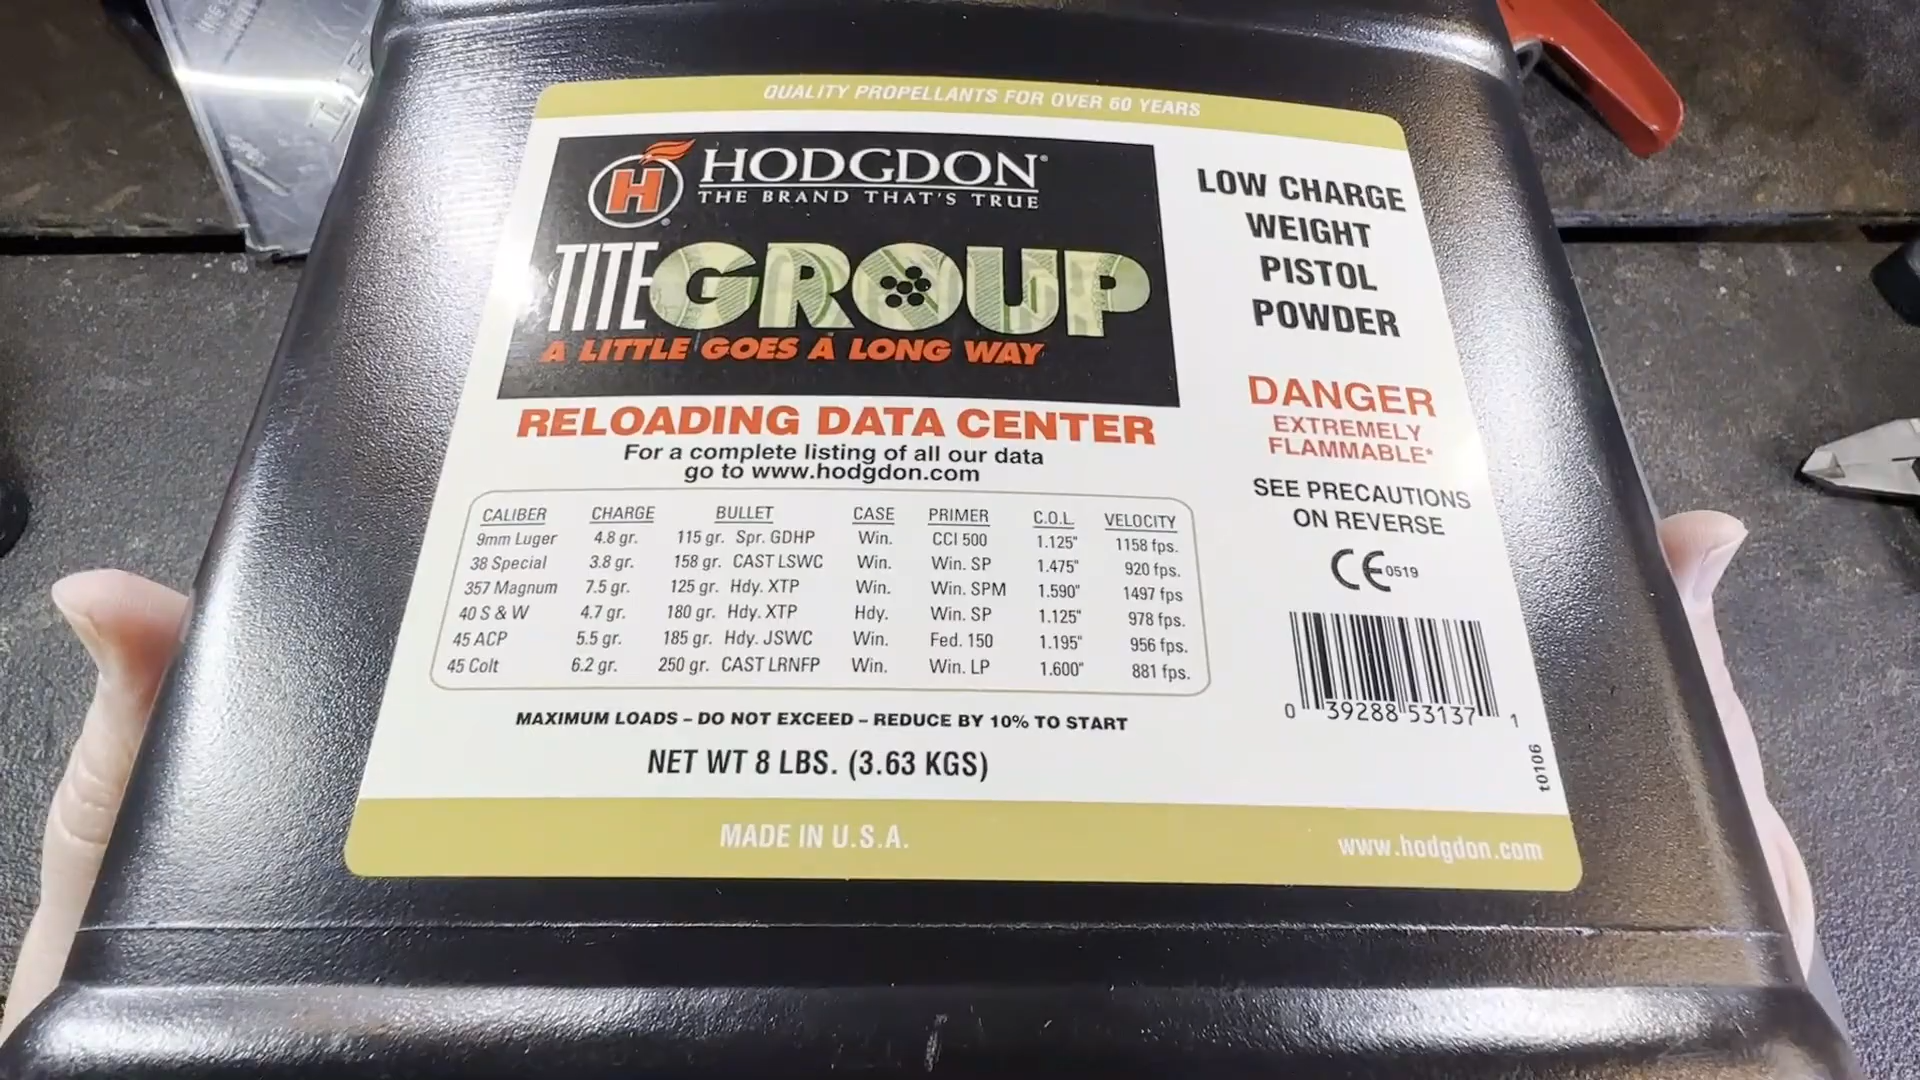 QUALITY PROPELLANTS FOR OVER 60 YEARS
H HODGDON®
THE BRAND THAT'S TRUE
TITEGROUP
A LITTLE GOES A LONG WAY
LOW CHARGE
WEIGHT
PISTOL
POWDER
DANGER
EXTREMELY
FLAMMABLE*
SEE PRECAUTIONS
ON REVERSE
CE 0519
RELOADING DATA CENTER
For a complete listing of all our data
go to www.hodgdon.com
CALIBER CHARGE BULLET CASE PRIMER C.O.L. VELOCITY
9mm Luger 4.8 gr. 115 gr. Spr. GDHP Win. CCI 500 1.125" 1158 fps.
38 Special 3.8 gr. 158 gr. CAST LSWC Win. Win. SP 1.475" 920 fps.
357 Magnum 7.5 gr. 125 gr. Hdy. XTP Win. Win. SPM 1.590" 1497 fps
40 S & W 4.7 gr. 180 gr. Hdy. XTP Hdy. Win. SP 1.125" 978 fps.
45 ACP 5.5 gr. 185 gr. Hdy. JSWC Win. Fed. 150 1.195" 956 fps.
45 Colt 6.2 gr. 250 gr. CAST LRNFP Win. Win. LP 1.600" 881 fps.
MAXIMUM LOADS – DO NOT EXCEED – REDUCE BY 10% TO START
NET WT 8 LBS. (3.63 KGS)
0 39288 53137 1
t0106
MADE IN U.S.A.
www.hodgdon.com